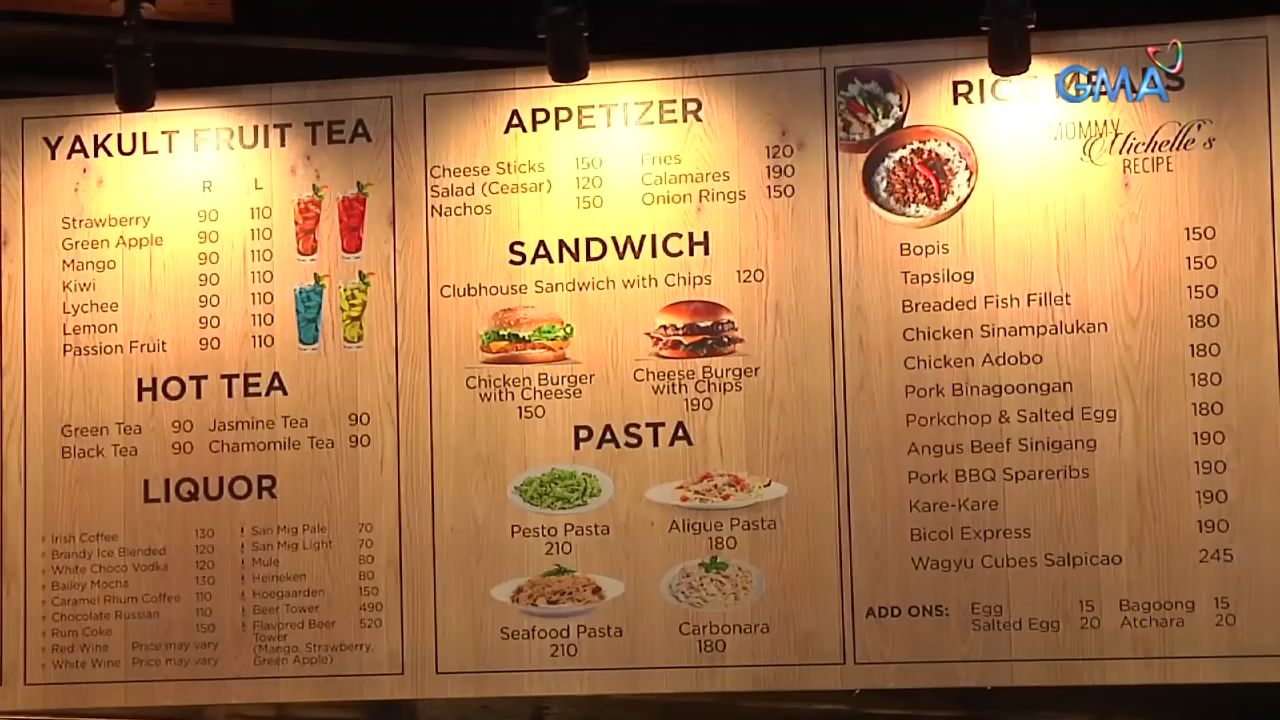 YAKULT FRUIT TEA
R L
Strawberry 90 110
Green Apple 90 110
Mango 90 110
Kiwi 90 110
Lychee 90 110
Lemon 90 110
Passion Fruit 90 110
HOT TEA
Green Tea 90 Jasmine Tea 90
Black Tea 90 Chamomile Tea 90
LIQUOR
Irish Coffee 130
Brandy Ice Blended 120
White Choco Vodka 120
Bailey Mocha 130
Caramel Rhum Coffee 110
Chocolate Russian 110
Rum Coke 150
Red Wine Price may vary
White Wine Price may vary
San Mig Pale 70
San Mig Light 70
Mule 80
Heineken 80
Hoegaarden 150
Beer Tower 490
Flavored Beer 520
Tower
(Mango, Strawberry,
Green Apple)
APPETIZER
Cheese Sticks 150 Fries 120
Salad (Ceasar) 120 Calamares 190
Nachos 150 Onion Rings 150
SANDWICH
Clubhouse Sandwich with Chips 120
Chicken Burger
with Cheese
150
Cheese Burger
with Chips
190
PASTA
Pesto Pasta
210
Aligue Pasta
180
Seafood Pasta
210
Carbonara
180
GMA
MOMMY
Michelle's
RECIPE
Bopis 150
Tapsilog 150
Breaded Fish Fillet 150
Chicken Sinampalukan 180
Chicken Adobo 180
Pork Binagoongan 180
Porkchop & Salted Egg 180
Angus Beef Sinigang 190
Pork BBQ Spareribs 190
Kare-Kare 190
Bicol Express 190
Wagyu Cubes Salpicao 245
ADD ONS: Egg 15 Bagoong 15
Salted Egg 20 Atchara 20